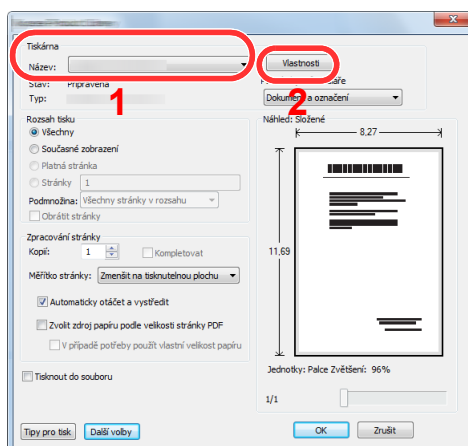 Tiskárna
Název:
Vlastnosti
Stav: Připravena
Typ:
1
2
Dokument a označení
Rozsah tisku
Všechny
Současné zobrazení
Platná stránka
Stránky 1
Podmnožina: Všechny stránky v rozsahu
Obrátit stránky
Zpracování stránky
Kopií: 1 Kompletovat
Měřítko stránky: Zmenšit na tisknutelnou plochu
Automaticky otáčet a vystředit
Zvolit zdroj papíru podle velikosti stránky PDF
V případě potřeby použít vlastní velikost papíru
Tisknout do souboru
Náhled: Složené
8,27
11,69
Jednotky: Palce Zvětšení: 96%
1/1
Tipy pro tisk
Další volby
OK
Zrušit